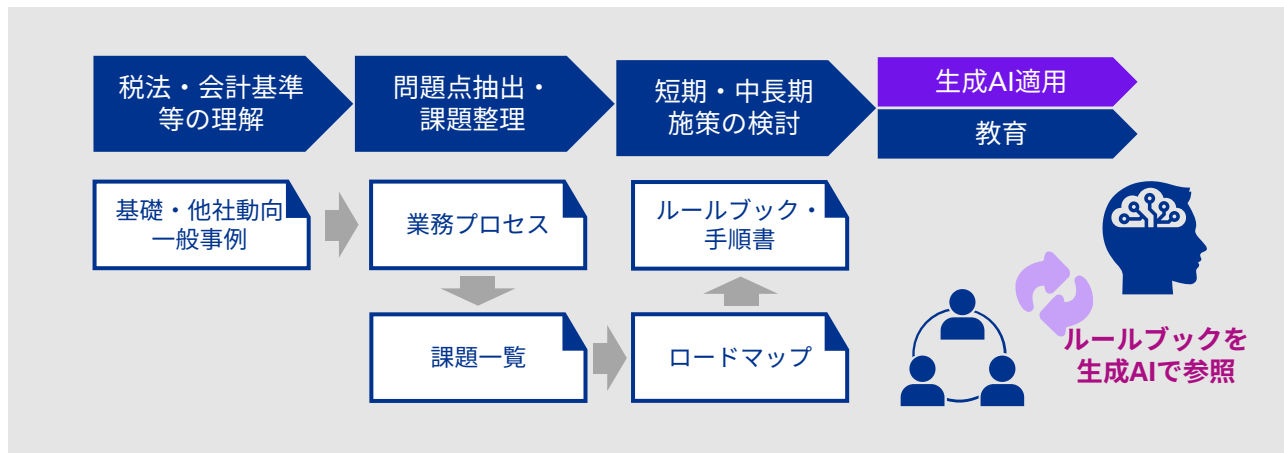 税法・会計基準
等の理解
問題点抽出・
課題整理
短期・中長期
施策の検討
生成AI適用
教育
基礎・他社動向
一般事例
業務プロセス
ルールブック・
手順書
課題一覧
ロードマップ
ルールブックを
生成AIで参照